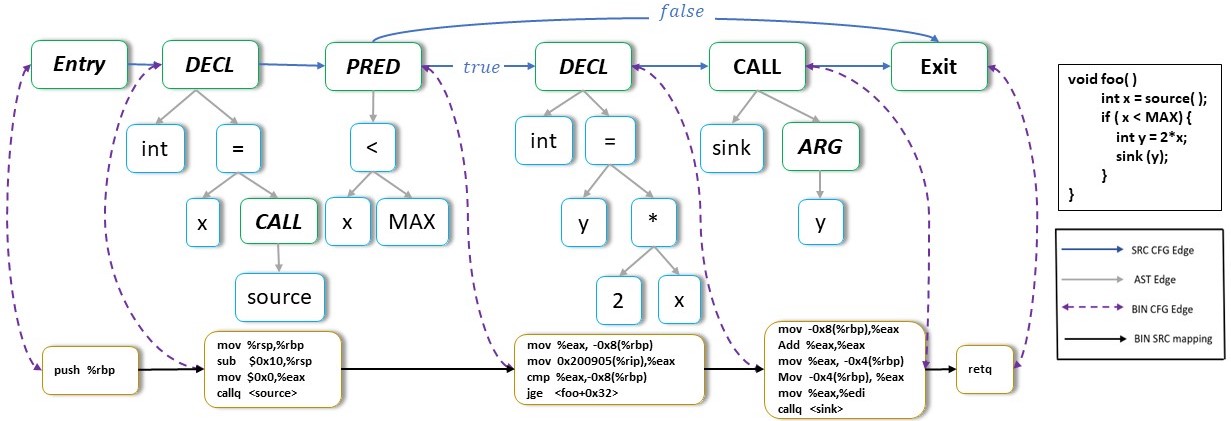 false
Entry
DECL
PRED
true
DECL
CALL
Exit
int
=
<
int
=
sink
ARG
x
CALL
x
MAX
y
*
y
source
2
x
void foo( )
int x = source( );
if ( x < MAX) {
int y = 2*x;
sink (y);
}
}
SRC CFG Edge
AST Edge
BIN CFG Edge
BIN SRC mapping
push %rbp
mov %rsp,%rbp
sub $0x10,%rsp
mov $0x0,%eax
callq <source>
mov %eax, -0x8(%rbp)
mov 0x200905(%rip),%eax
cmp %eax,-0x8(%rbp)
jge <foo+0x32>
mov -0x8(%rbp),%eax
Add %eax,%eax
mov %eax, -0x4(%rbp)
Mov -0x4(%rbp), %eax
mov %eax,%edi
callq <sink>
retq